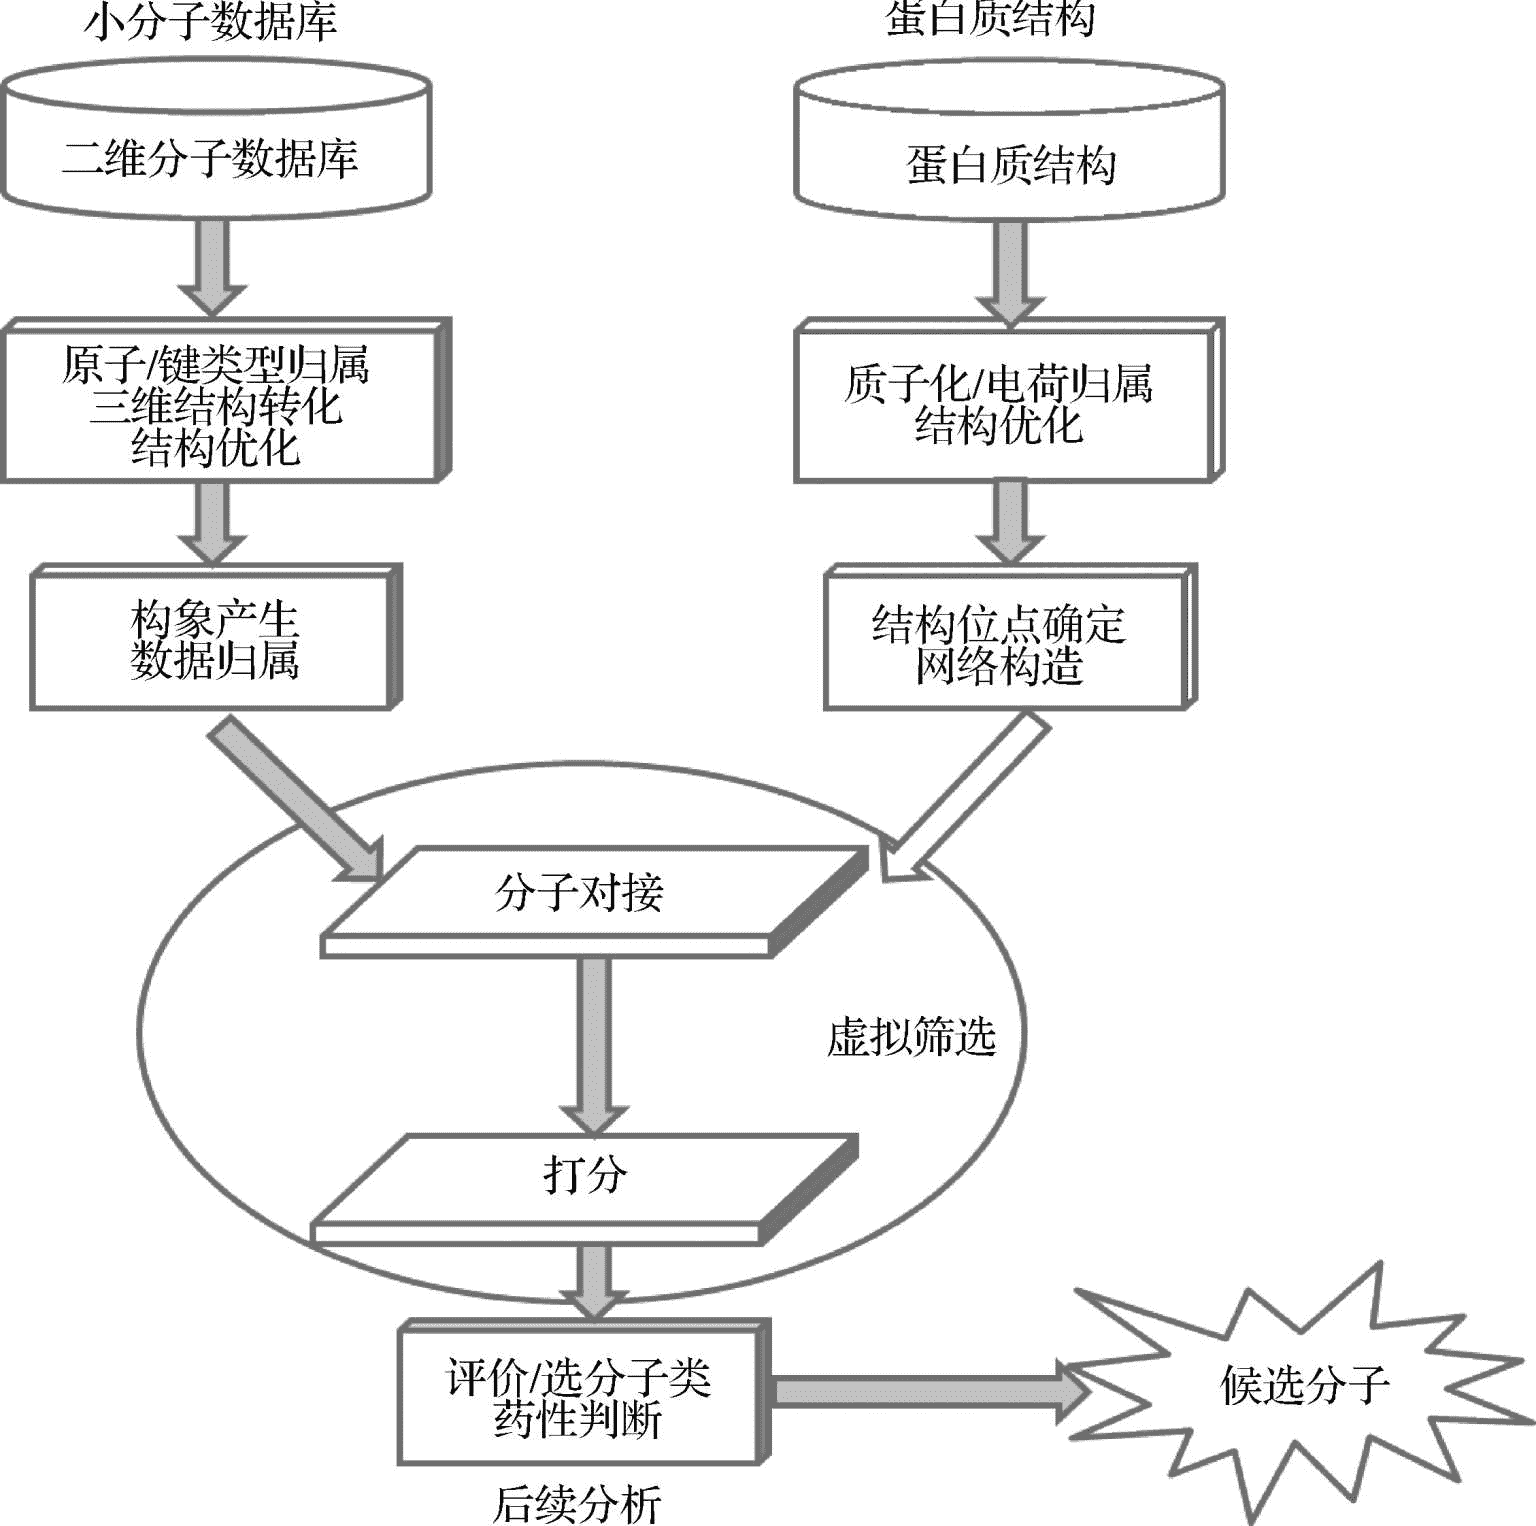 小分子数据库
蛋白质结构
二维分子数据库
蛋白质结构
原子/键类型归属
三维结构转化
结构优化
质子化/电荷归属
结构优化
构象产生
数据归属
结构位点确定
网络构造
分子对接
虚拟筛选
打分
评价/选分子类
药性判断
候选分子
后续分析